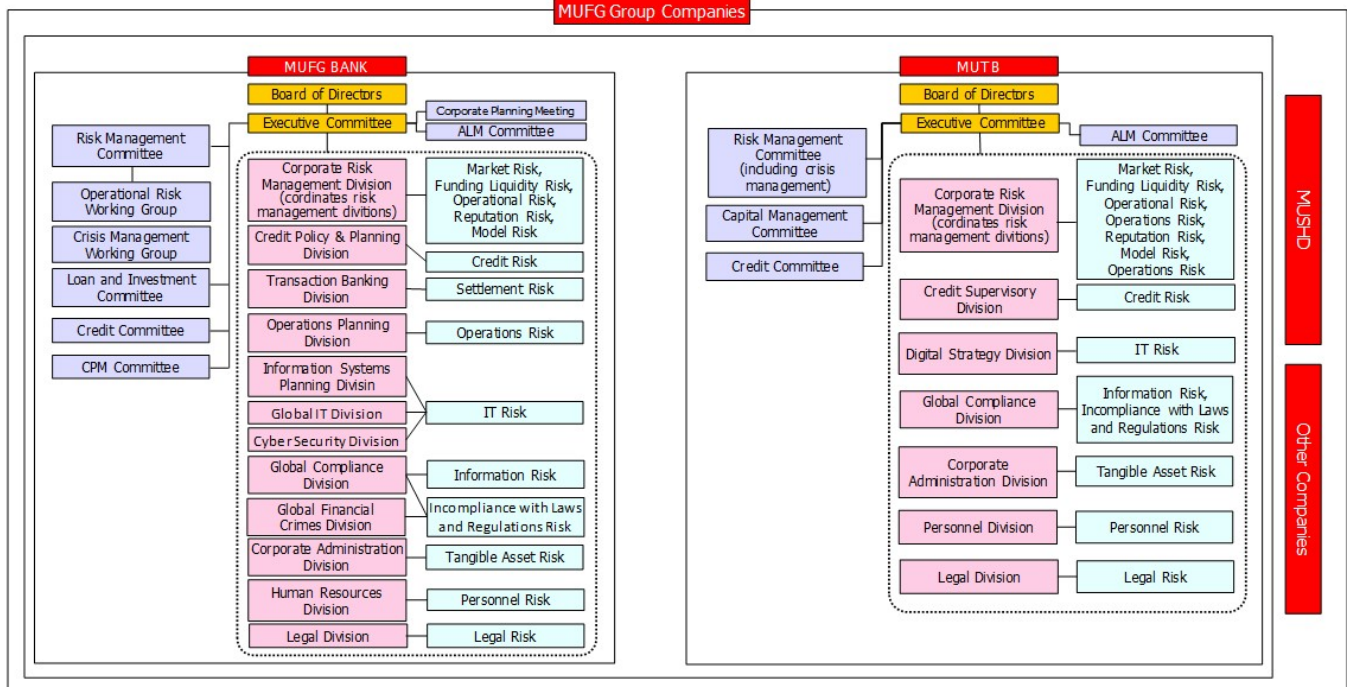 MUFG Group Companies
MUFG BANK
Board of Directors
Executive Committee
Corporate Planning Meeting
ALM Committee
Risk Management
Committee
Operational Risk
Working Group
Crisis Management
Working Group
Loan and Investment
Committee
Credit Committee
CPM Committee
Corporate Risk
Management Division
(cordinates risk
management divitions)
Market Risk,
Funding Liquidity Risk,
Operational Risk,
Reputation Risk,
Model Risk
Credit Policy & Planning
Division
Credit Risk
Transaction Banking
Division
Settlement Risk
Operations Planning
Division
Operations Risk
Information Systems
Planning Divisin
Global IT Division
Cyber Security Division
IT Risk
Global Compliance
Division
Information Risk
Global Financial
Crimes Division
Incompliance with Laws
and Regulations Risk
Corporate Administration
Division
Tangible Asset Risk
Human Resources
Division
Personnel Risk
Legal Division
Legal Risk
MUTB
Board of Directors
Executive Committee
ALM Committee
Risk Management
Committee
(including crisis
management)
Capital Management
Committee
Credit Committee
Corporate Risk
Management Division
(cordinates risk
management divitions)
Market Risk,
Funding Liquidity Risk,
Operational Risk,
Operations Risk,
Reputation Risk,
Model Risk,
Operations Risk
Credit Supervisory
Division
Credit Risk
Digital Strategy Division
IT Risk
Global Compliance
Division
Information Risk,
Incompliance with Laws
and Regulations Risk
Corporate
Administration Division
Tangible Asset Risk
Personnel Division
Personnel Risk
Legal Division
Legal Risk
MUSHD
Other Companies